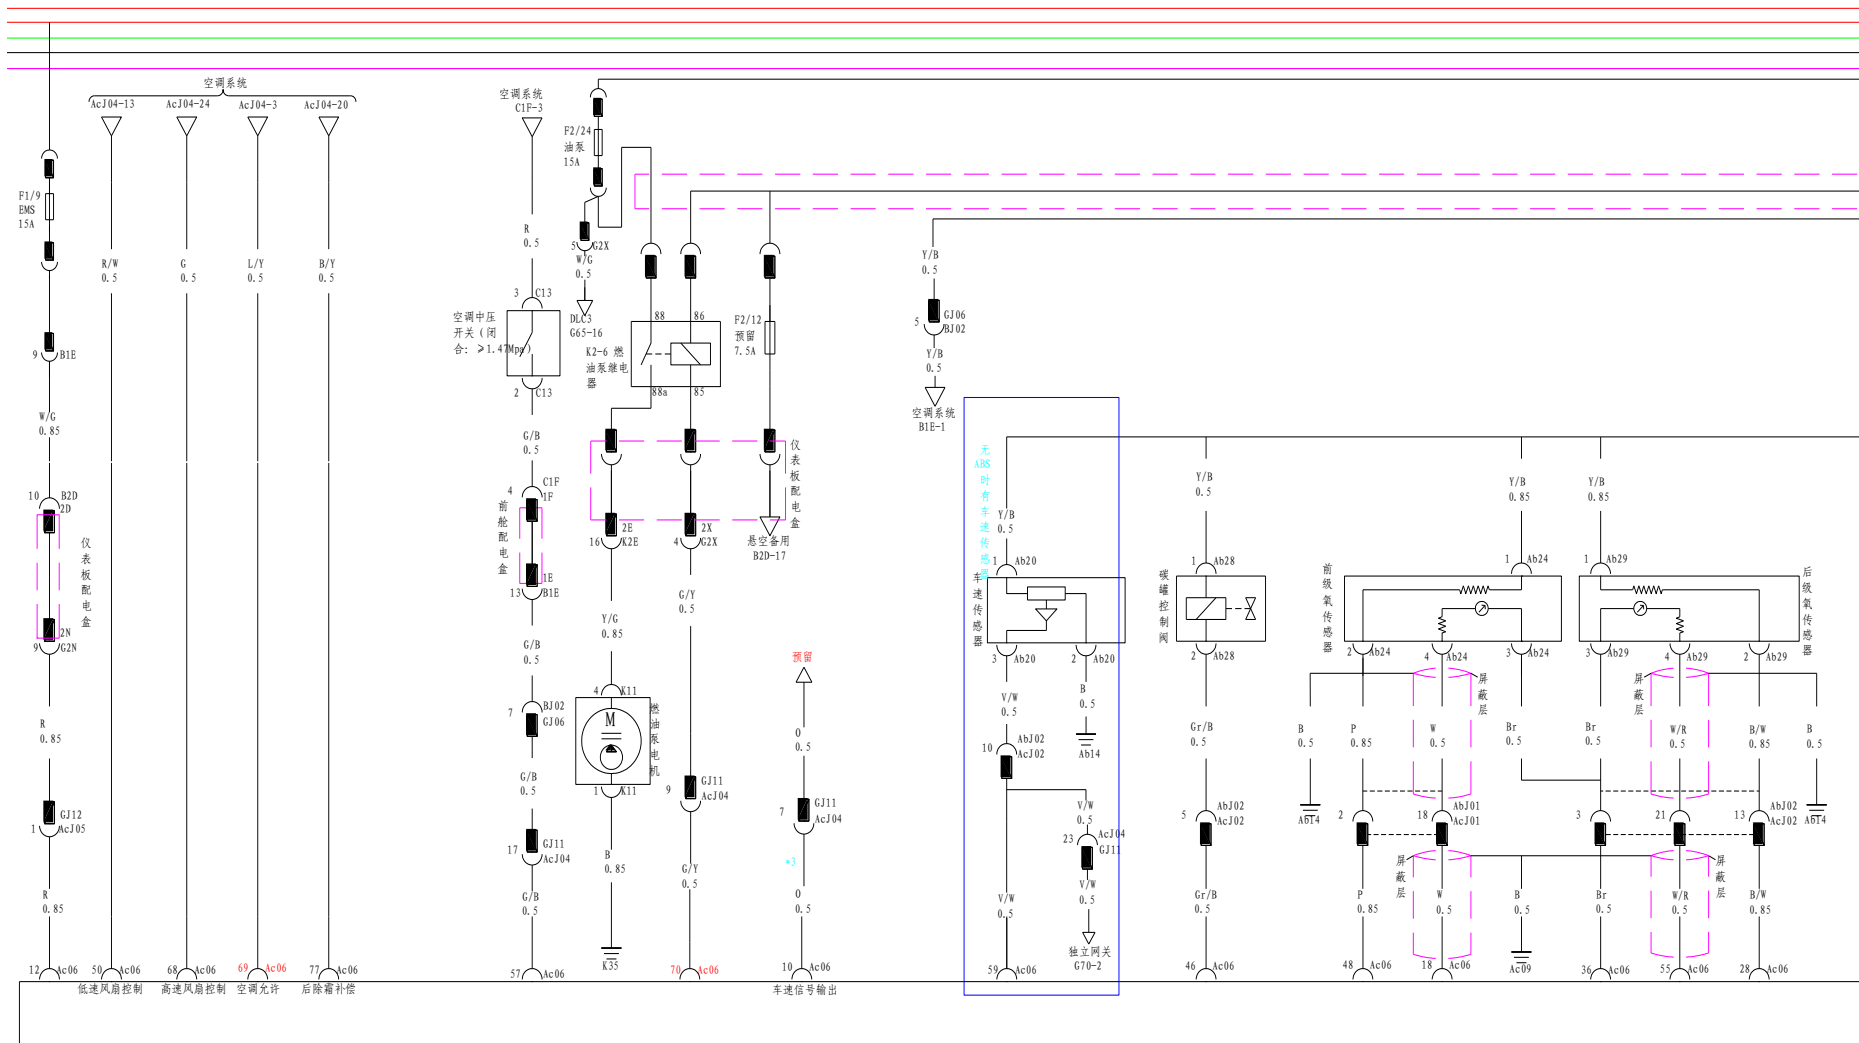 空调系统
AcJ04-13
AcJ04-24
AcJ04-3
AcJ04-20
F1/9
EMS
15A
R/W
0.5
G
0.5
L/Y
0.5
B/Y
0.5
9
B1E
W/G
0.85
10
B2D
2D
仪表板配电盒
2N
9
G2N
R
0.85
GJ12
1
AcJ05
R
0.85
12
Ac06
50
Ac06
68
Ac06
69
Ac06
77
Ac06
低速风扇控制
高速风扇控制
空调允许
后除霜补偿
空调系统
C1F-3
R
0.5
3
C13
空调中压
开关(闭
合: ≥1.47Mpa)
2
C13
G/B
0.5
4
C1F
1F
前舱配电盒
1E
13
B1E
G/B
0.5
7
BJ02
GJ06
G/B
0.5
17
GJ11
AcJ04
G/B
0.5
57
Ac06
F2/24
油泵
15A
5
G2X
W/G
0.5
DLC3
G65-16
88
86
K2-6 燃
油泵继电
器
88a
85
F2/12
预留
7.5A
仪表板配电盒
2E
16
K2E
2X
4
G2X
悬空备用
B2D-17
Y/G
0.85
G/Y
0.5
4
K11
M
燃油泵电机
1
K11
B
0.85
K35
9
GJ11
AcJ04
G/Y
0.5
70
Ac06
预留
O
0.5
7
GJ11
AcJ04
*3
O
0.5
10
Ac06
车速信号输出
Y/B
0.5
5
GJ06
BJ02
Y/B
0.5
空调系统
B1E-1
无ABS时有车速传感器
Y/B
0.5
1
Ab20
车速传感器
3
Ab20
2
Ab20
V/W
0.5
B
0.5
Ab14
10
AbJ02
AcJ02
V/W
0.5
23
AcJ04
GJ11
V/W
0.5
V/W
0.5
独立网关
G70-2
59
Ac06
Y/B
0.5
1
Ab28
碳罐控制阀
2
Ab28
Gr/B
0.5
5
AbJ02
AcJ02
Gr/B
0.5
46
Ac06
Y/B
0.85
Y/B
0.85
1
Ab24
前级氧传感器
2
Ab24
4
Ab24
3
Ab24
1
Ab29
后级氧传感器
3
Ab29
4
Ab29
2
Ab29
屏蔽层
屏蔽层
B
0.5
P
0.85
W
0.5
Br
0.5
Br
0.5
W/R
0.5
B/W
0.85
B
0.5
Ab14
2
18
AbJ01
AcJ01
3
21
13
AbJ02
AcJ02
Ab14
屏蔽层
屏蔽层
P
0.85
W
0.5
B
0.5
Br
0.5
W/R
0.5
B/W
0.85
48
Ac06
18
Ac06
Ac09
36
Ac06
55
Ac06
28
Ac06